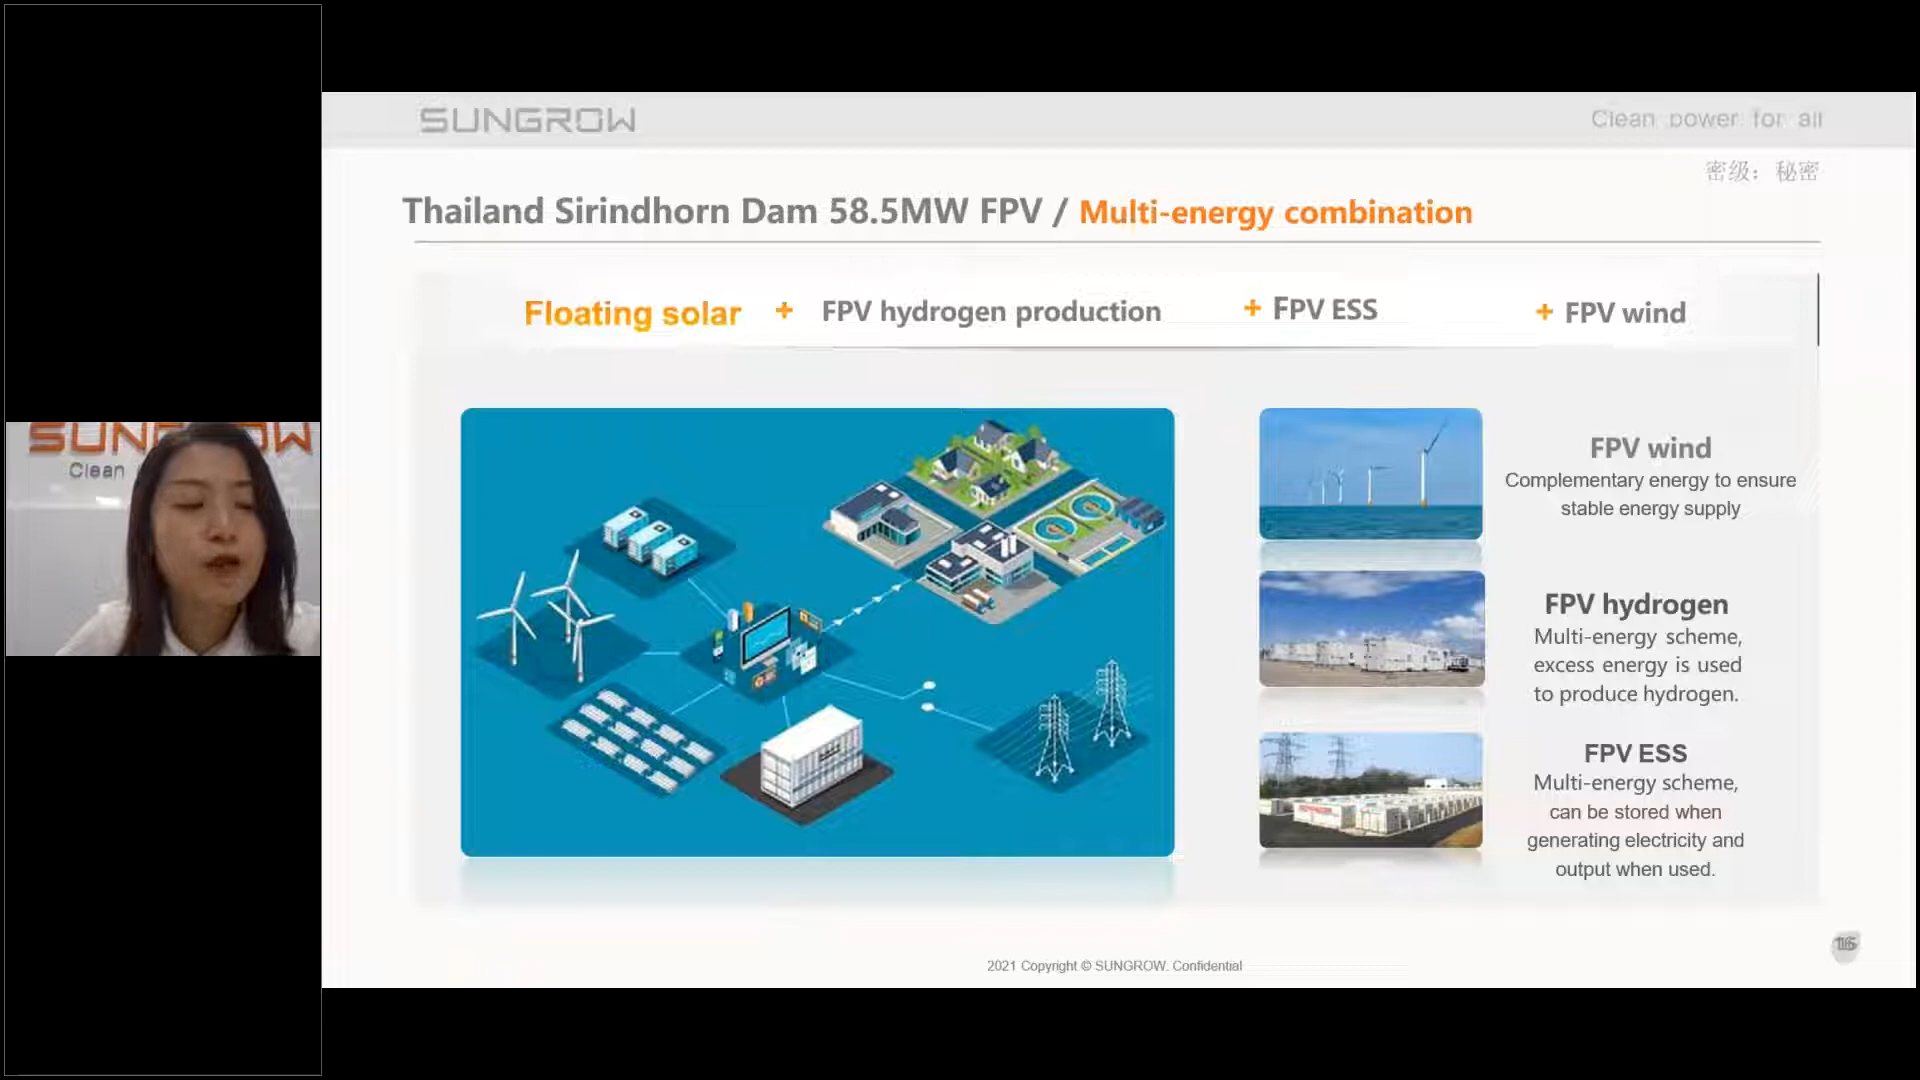 SUNGROW
Clean power for all
密级：秘密
Thailand Sirindhorn Dam 58.5MW FPV / Multi-energy combination
Floating solar + FPV hydrogen production + FPV ESS + FPV wind
FPV wind
Complementary energy to ensure
stable energy supply
FPV hydrogen
Multi-energy scheme,
excess energy is used
to produce hydrogen.
FPV ESS
Multi-energy scheme,
can be stored when
generating electricity and
output when used.
2021 Copyright © SUNGROW. Confidential
Clean